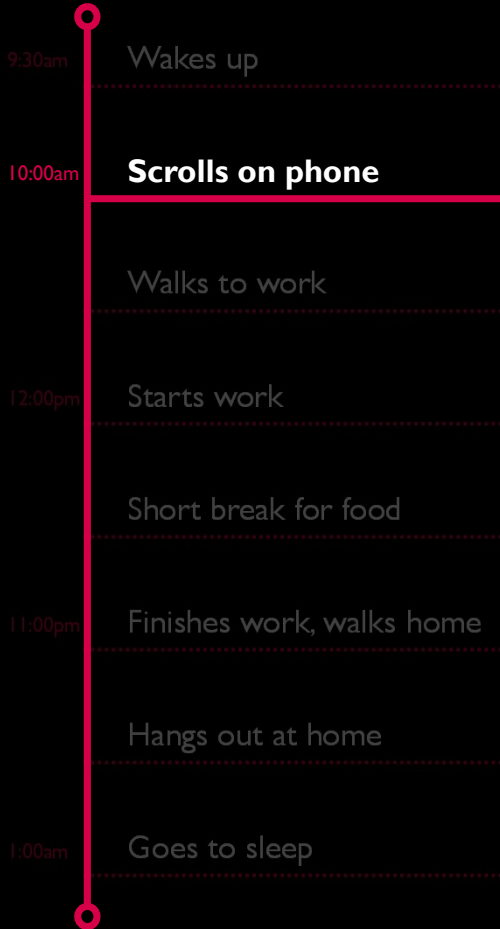 9:30am Wakes up
10:00am Scrolls on phone
Walks to work
12:00pm Starts work
Short break for food
11:00pm Finishes work, walks home
Hangs out at home
1:00am Goes to sleep